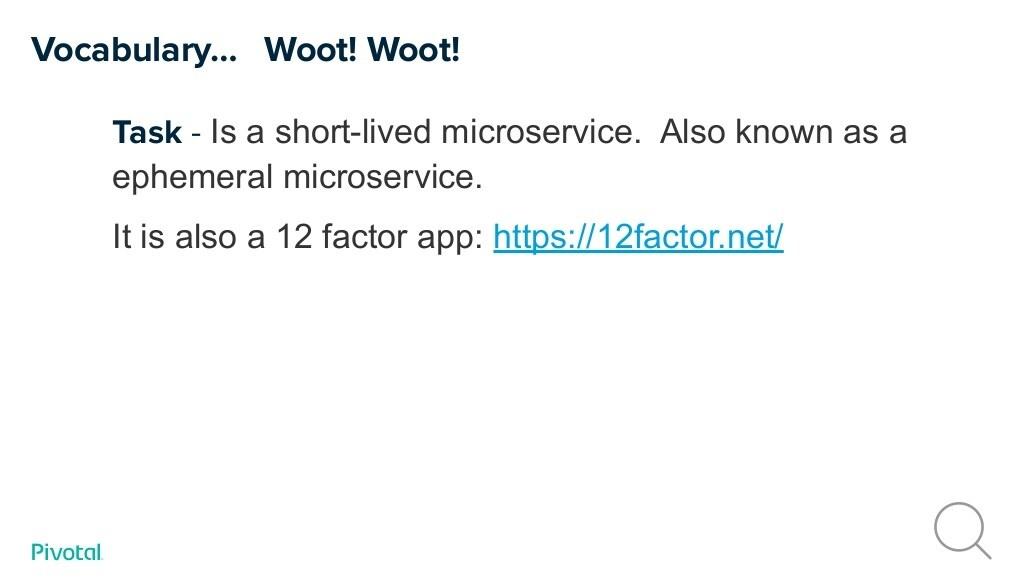 Vocabulary... Woot! Woot!
Task - Is a short-lived microservice. Also known as a
ephemeral microservice.
It is also a 12 factor app: https://12factor.net/
Pivotal